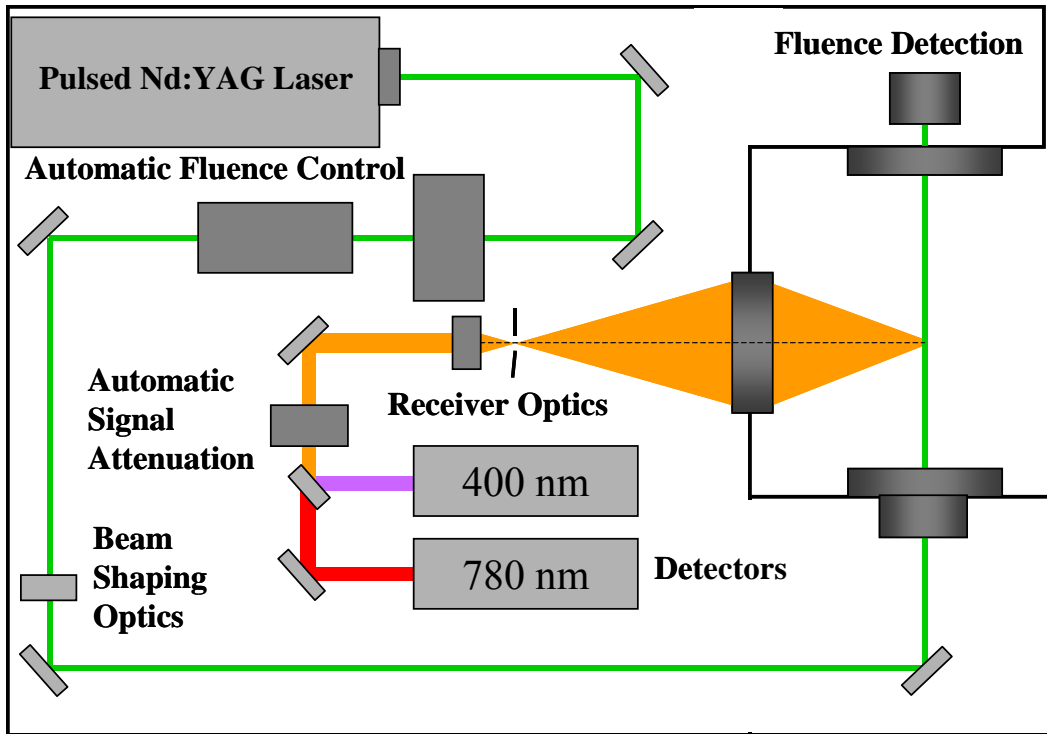 Fluence Detection
Pulsed Nd:YAG Laser
Automatic Fluence Control
Automatic
Signal
Attenuation
Receiver Optics
400 nm
Beam
Shaping
Optics
780 nm
Detectors